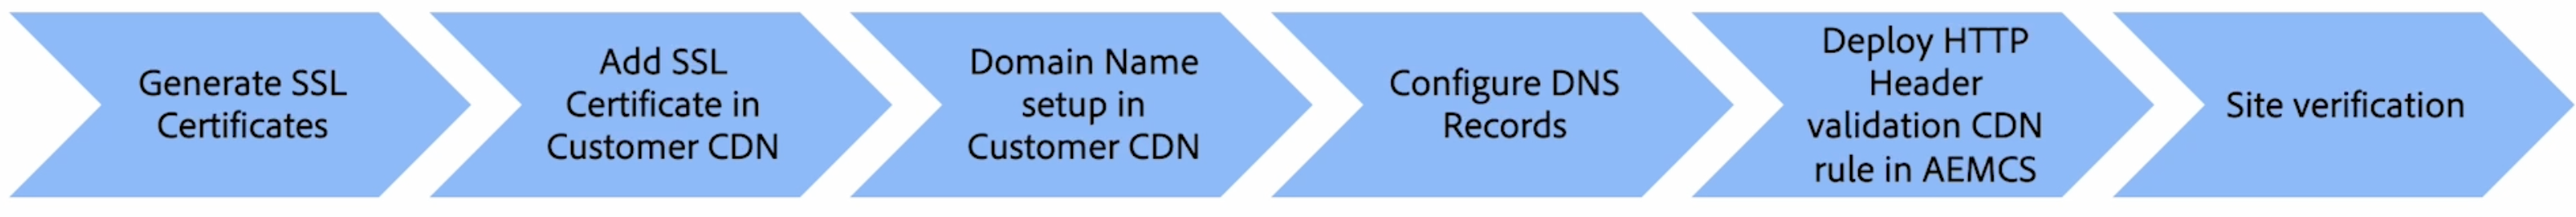 Generate SSL
Certificates
Add SSL
Certificate in
Customer CDN
Domain Name
setup in
Customer CDN
Configure DNS
Records
Deploy HTTP
Header
validation CDN
rule in AEMCS
Site verification